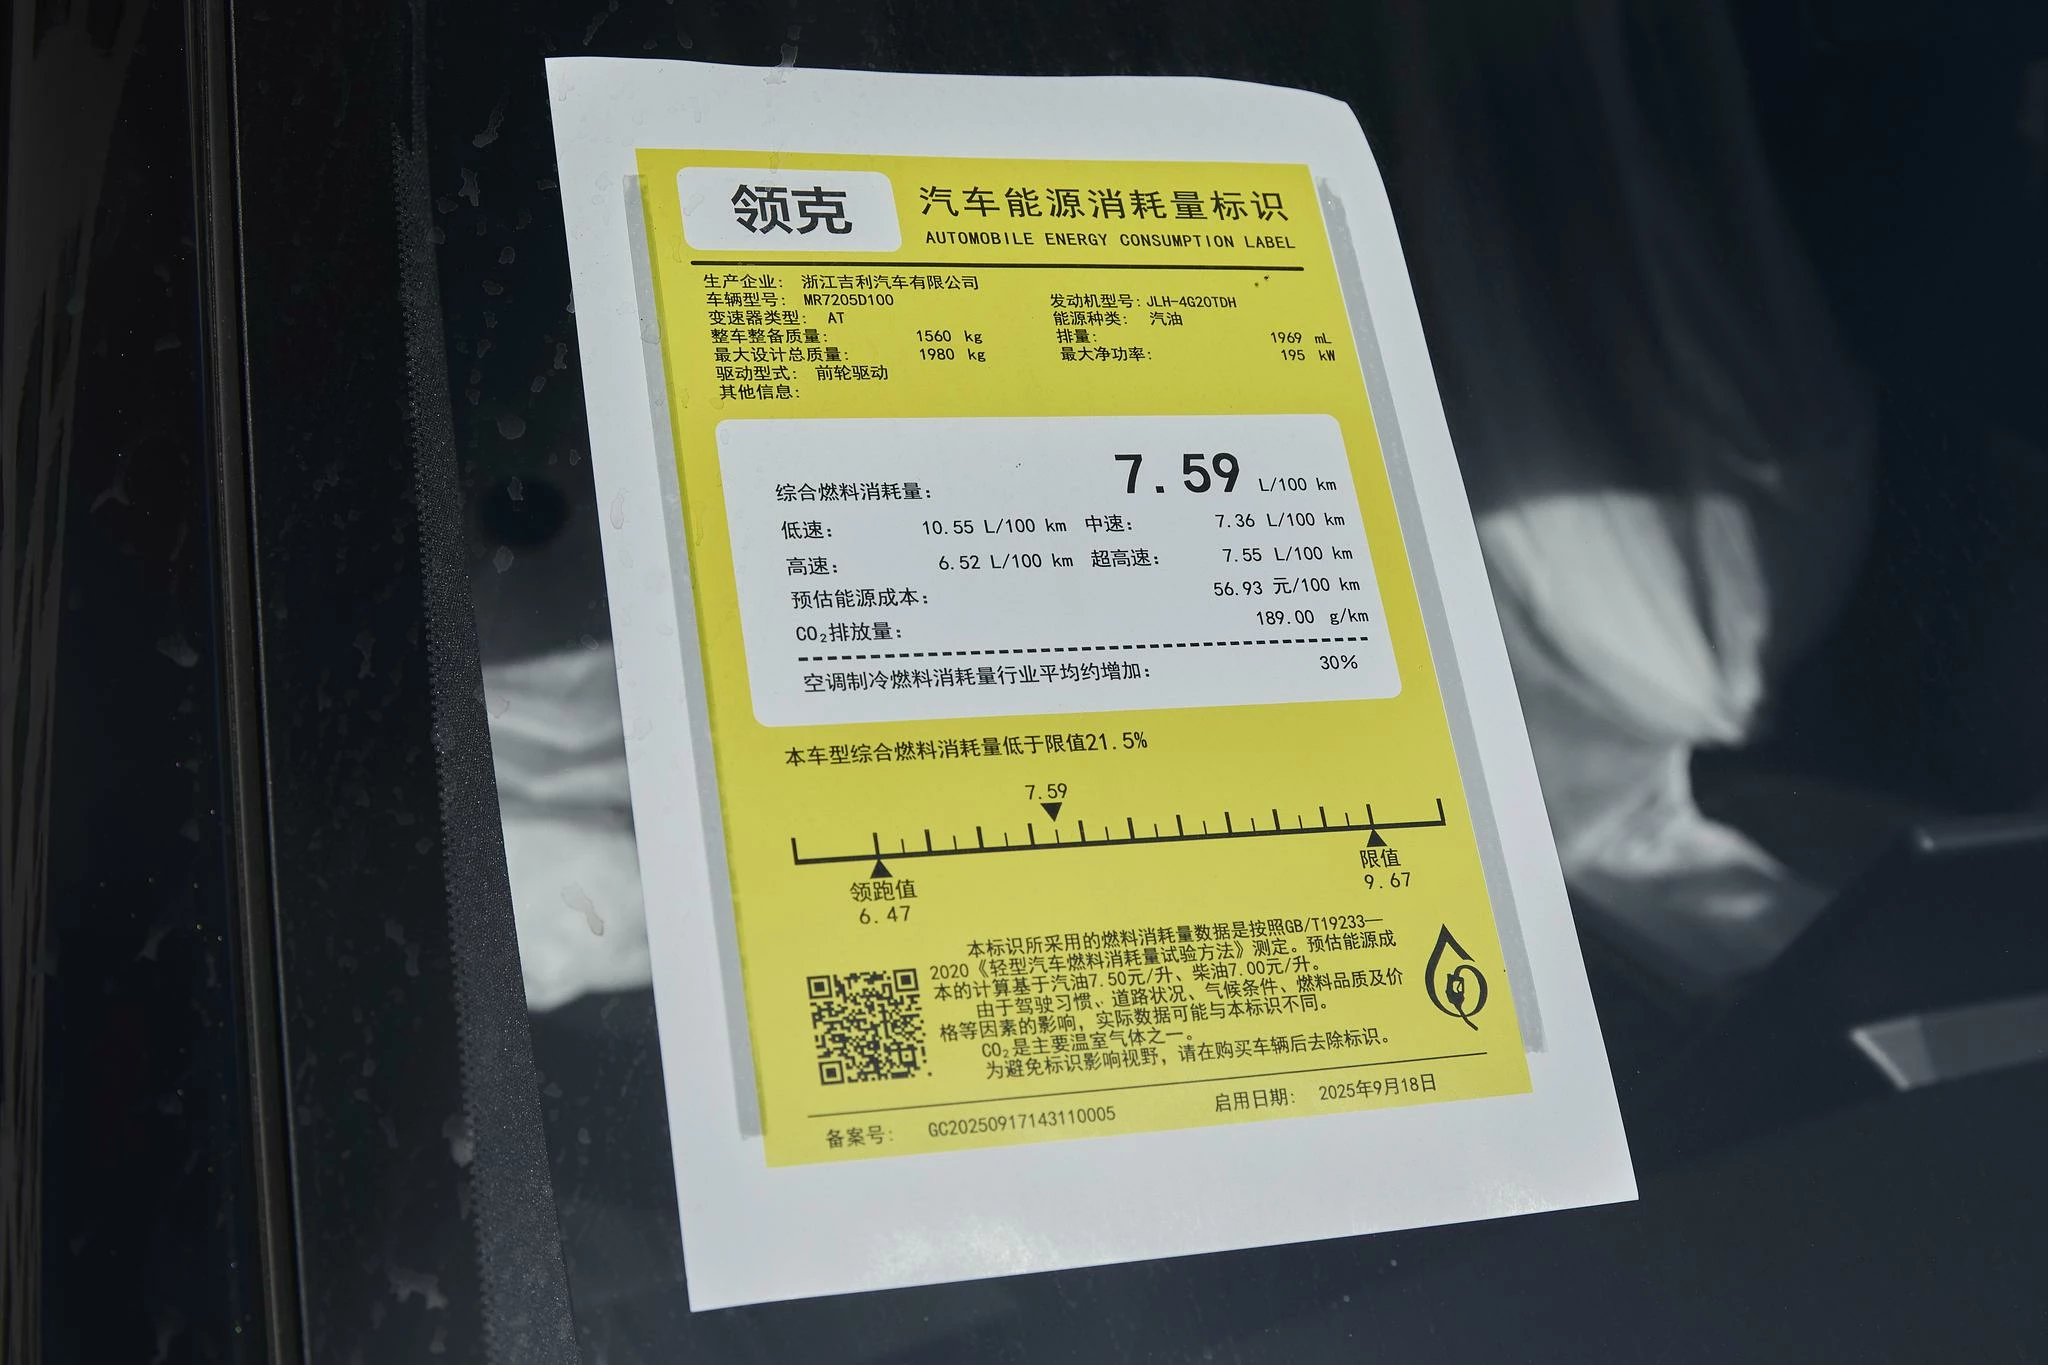 领克
汽车能源消耗量标识
AUTOMOBILE ENERGY CONSUMPTION LABEL
生产企业: 浙江吉利汽车有限公司
车辆型号: MR7205D100 发动机型号: JLH-4G20TDH
变速器类型: AT 能源种类: 汽油
整车整备质量: 1560 kg 排量: 1969 mL
最大设计总质量: 1980 kg 最大净功率: 195 kW
驱动型式: 前轮驱动
其他信息:
综合燃料消耗量: 7.59 L/100 km
低速: 10.55 L/100 km 中速: 7.36 L/100 km
高速: 6.52 L/100 km 超高速: 7.55 L/100 km
预估能源成本: 56.93 元/100 km
CO₂排放量: 189.00 g/km
空调制冷燃料消耗量行业平均约增加: 30%
本车型综合燃料消耗量低于限值21.5%
7.59
领跑值
6.47
限值
9.67
本标识所采用的燃料消耗量数据是按照GB/T19233—
2020《轻型汽车燃料消耗量试验方法》测定。预估能源成
本的计算基于汽油7.50元/升、柴油7.00元/升。
由于驾驶习惯、道路状况、气候条件、燃料品质及价
格等因素的影响，实际数据可能与本标识不同。
CO₂是主要温室气体之一。
为避免标识影响视野，请在购买车辆后去除标识。
备案号: GC20250917143110005 启用日期: 2025年9月18日